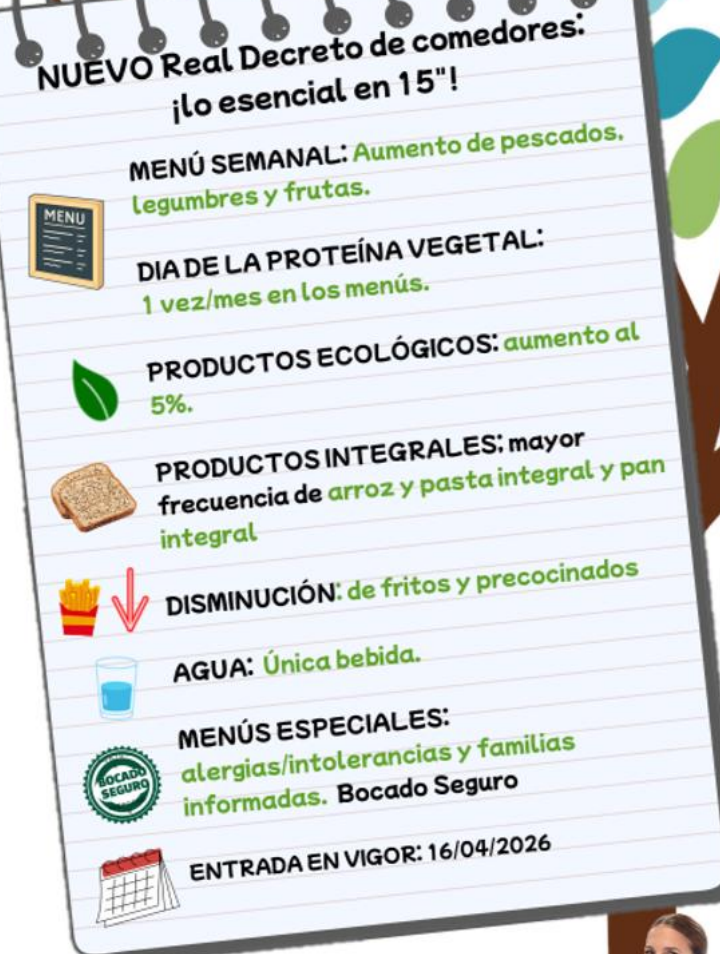 NUEVO Real Decreto de comedores:
¡lo esencial en 15"!
MENÚ SEMANAL: Aumento de pescados,
legumbres y frutas.
MENU
DIA DE LA PROTEÍNA VEGETAL:
1 vez/mes en los menús.
PRODUCTOS ECOLÓGICOS: aumento al
5%.
PRODUCTOS INTEGRALES: mayor
frecuencia de arroz y pasta integral y pan
integral
DISMINUCIÓN: de fritos y precocinados
AGUA: Única bebida.
MENÚS ESPECIALES:
alergias/intolerancias y familias
informadas. Bocado Seguro
BOCADO
SEGURO
ENTRADA EN VIGOR: 16/04/2026